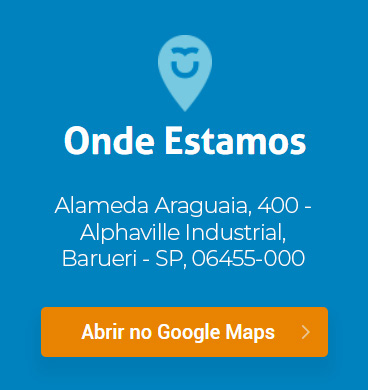 Onde Estamos
Alameda Araguaia, 400 -
Alphaville Industrial,
Barueri - SP, 06455-000
Abrir no Google Maps